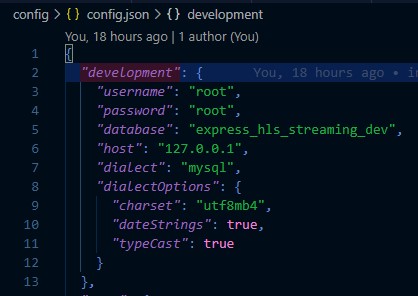 config > {} config.json > {} development
You, 18 hours ago | 1 author (You)
1 {
2 "development": { You, 18 hours ago • in
3 "username": "root",
4 "password": "root",
5 "database": "express_hls_streaming_dev",
6 "host": "127.0.0.1",
7 "dialect": "mysql",
8 "dialectOptions": {
9 "charset": "utf8mb4",
10 "dateStrings": true,
11 "typeCast": true
12 }
13 },